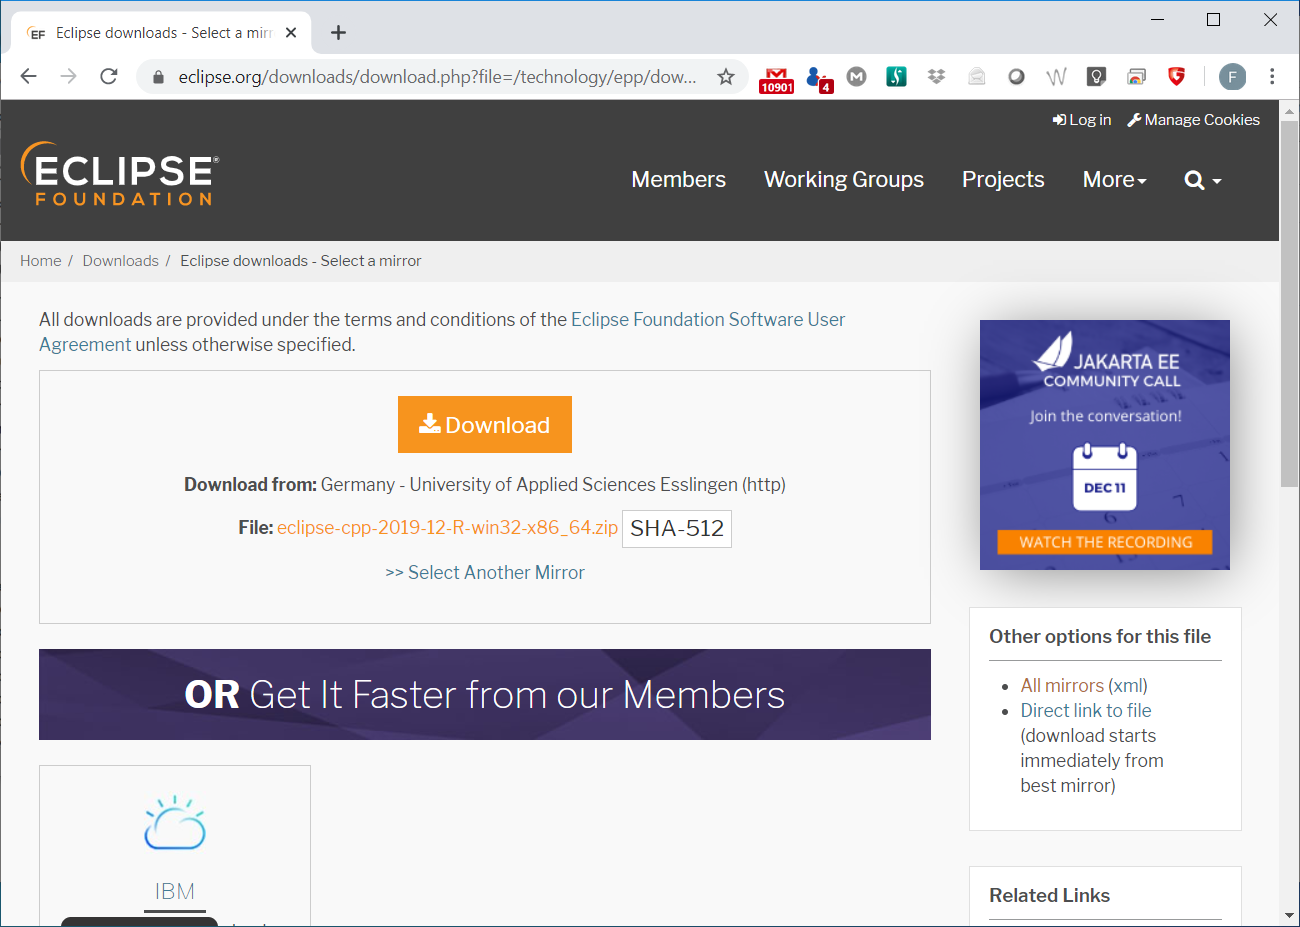 EF Eclipse downloads - Select a mirr
eclipse.org/downloads/download.php?file=/technology/epp/dow...
10901
4
F
Log in
Manage Cookies
ECLIPSE®
FOUNDATION
Members
Working Groups
Projects
More
Home / Downloads / Eclipse downloads - Select a mirror
All downloads are provided under the terms and conditions of the Eclipse Foundation Software User
Agreement unless otherwise specified.
Download
Download from: Germany - University of Applied Sciences Esslingen (http)
File: eclipse-cpp-2019-12-R-win32-x86_64.zip SHA-512
>> Select Another Mirror
OR Get It Faster from our Members
IBM
JAKARTA EE
COMMUNITY CALL
Join the conversation!
DEC 11
WATCH THE RECORDING
Other options for this file
All mirrors (xml)
Direct link to file
(download starts
immediately from
best mirror)
Related Links